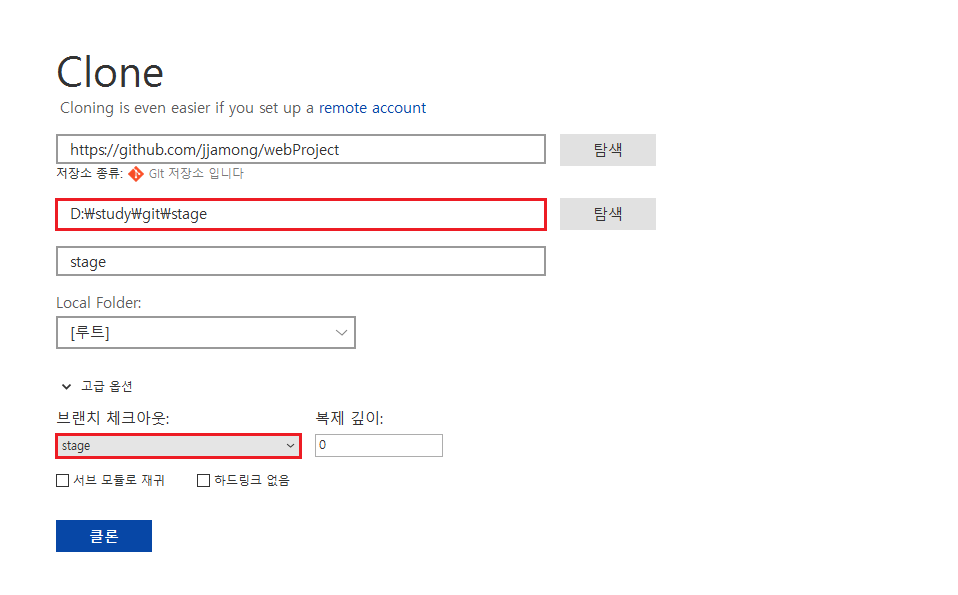 Clone
Cloning is even easier if you set up a remote account
https://github.com/jjamong/webProject 탐색
저장소 종류: Git 저장소 입니다
D:₩study₩git₩stage 탐색
stage
Local Folder:
[루트]
고급 옵션
브랜치 체크아웃: 복제 깊이:
stage 0
서브 모듈로 재귀 하드링크 없음
클론